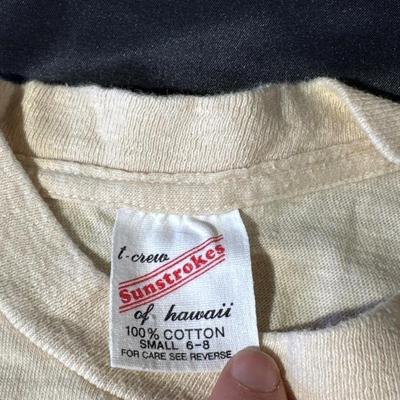 t-crew
Sunstrokes
of hawaii
100% COTTON
SMALL 6-8
FOR CARE SEE REVERSE